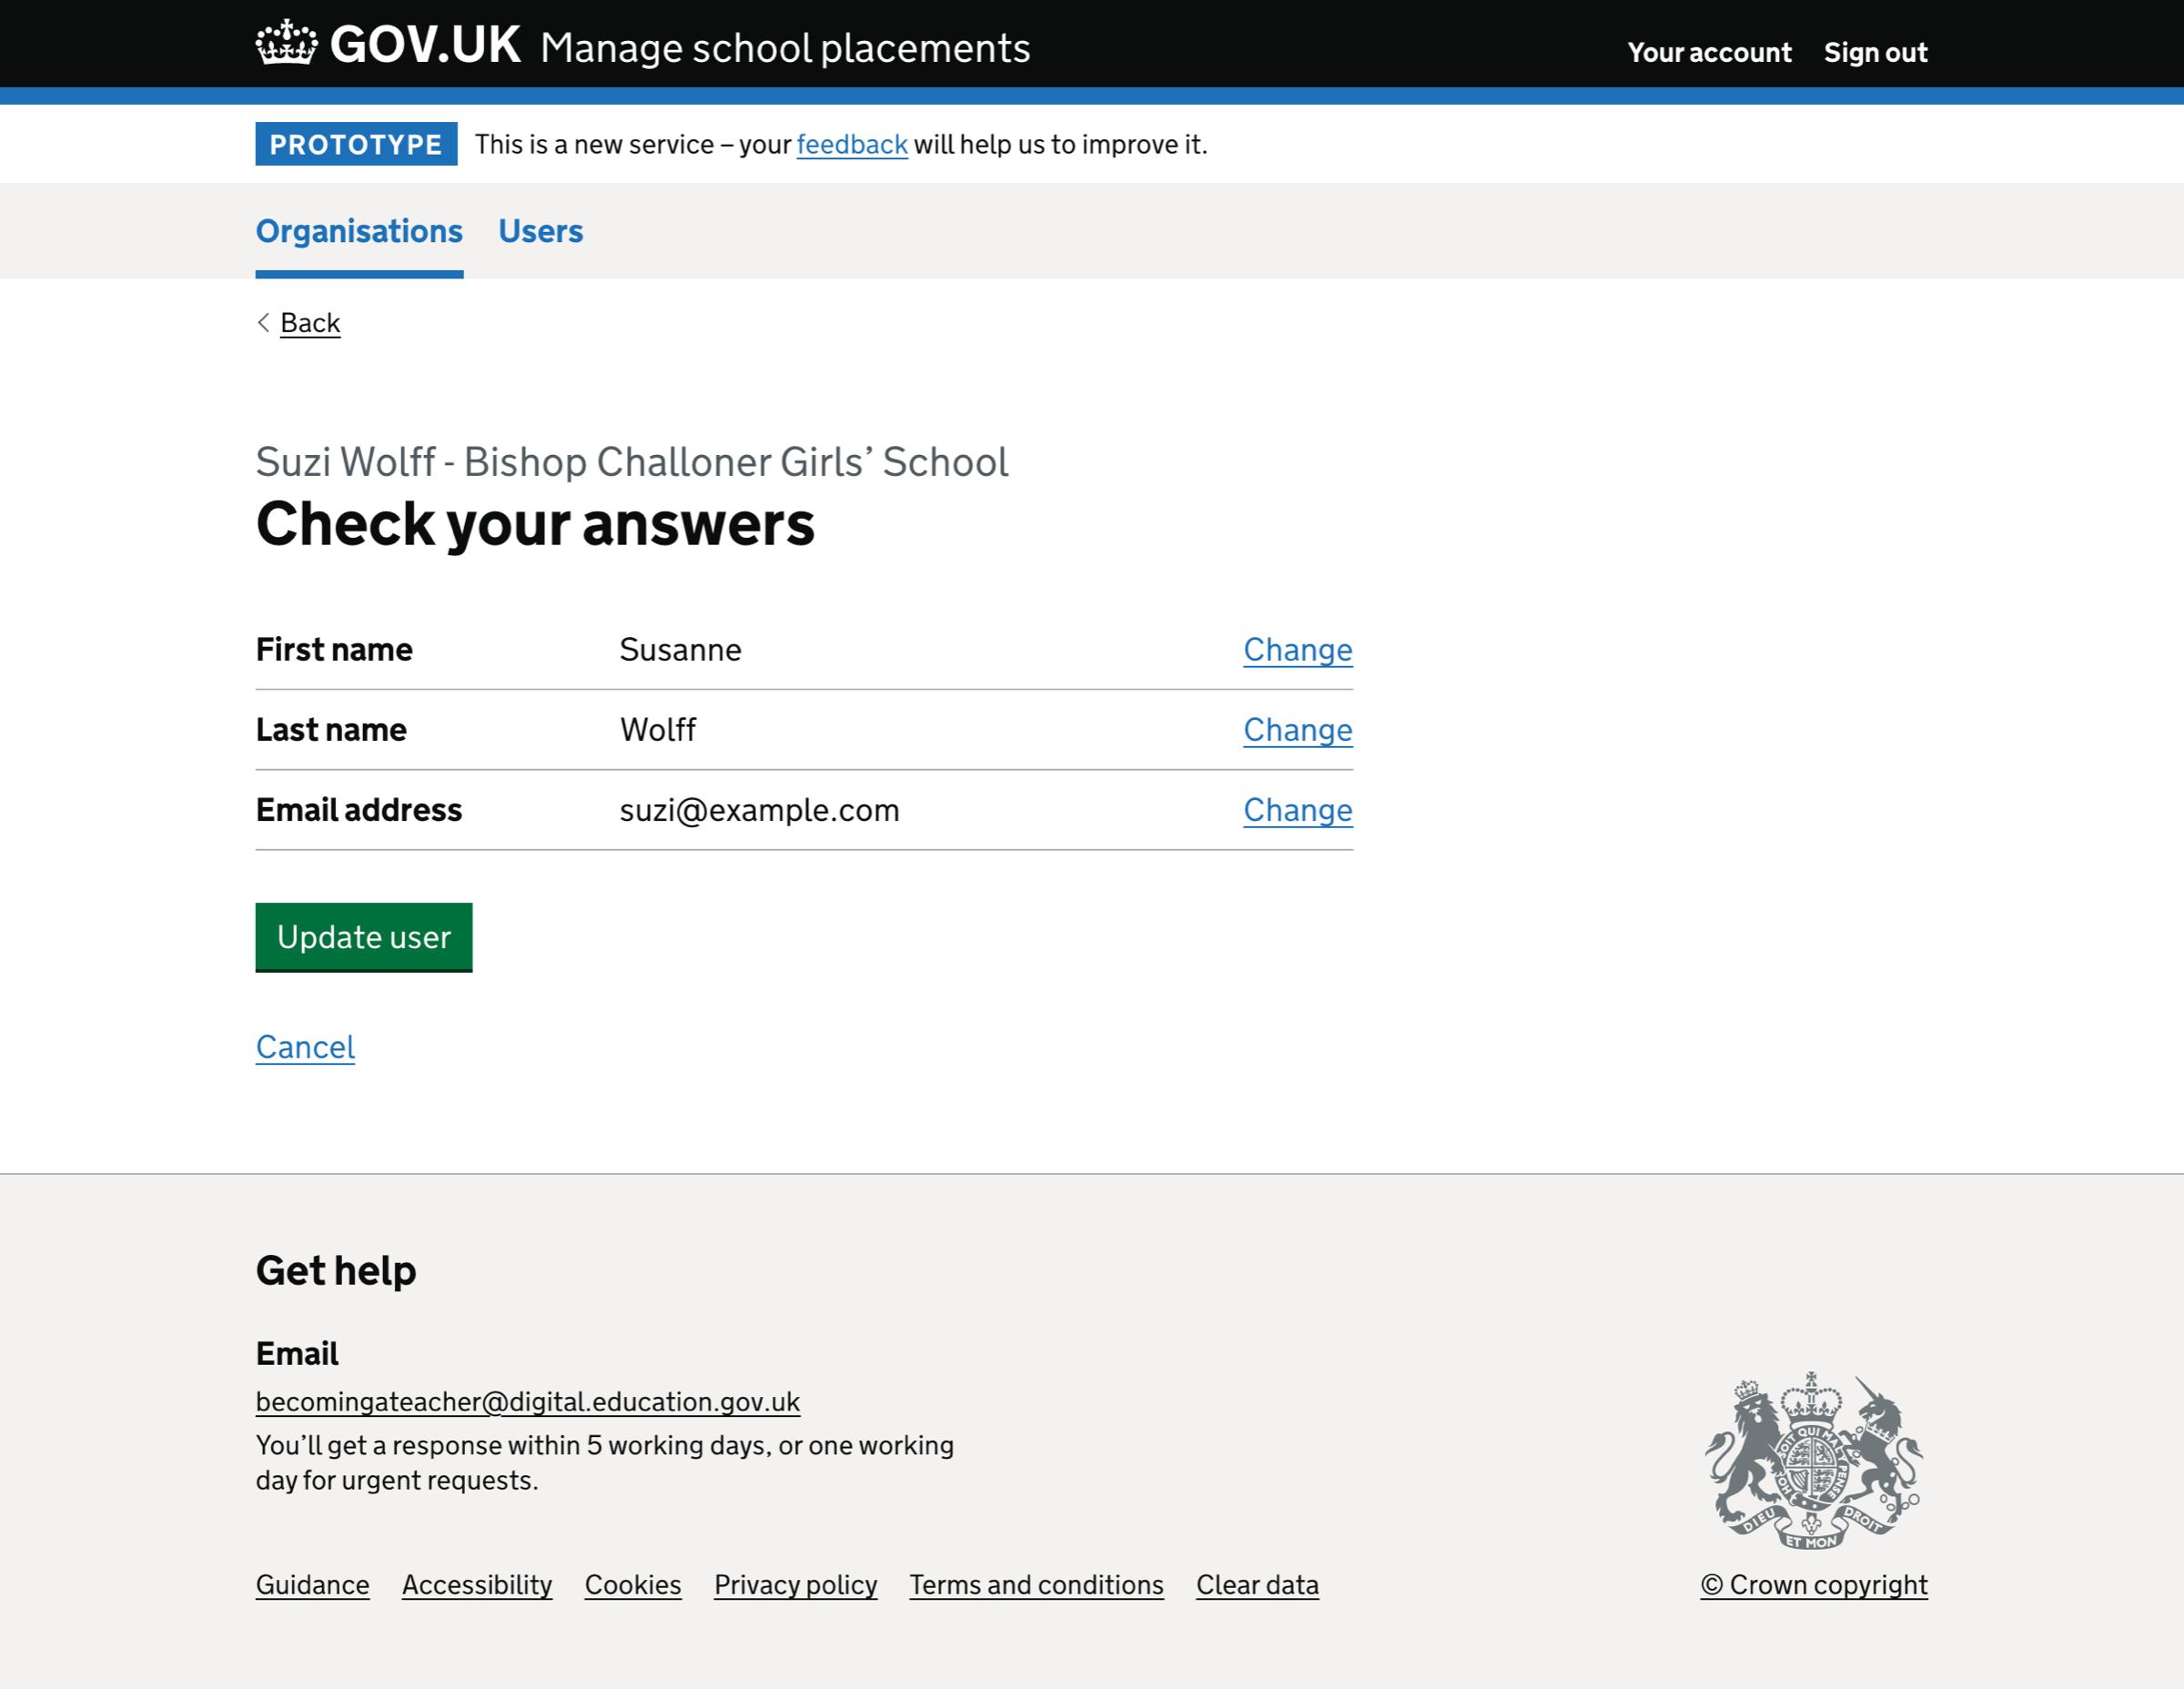 GOV.UK Manage school placements
Your account Sign out
PROTOTYPE This is a new service – your feedback will help us to improve it.
Organisations Users
Back
Suzi Wolff - Bishop Challoner Girls’ School
Check your answers
First name Susanne Change
Last name Wolff Change
Email address suzi@example.com Change
Update user
Cancel
Get help
Email
becomingateacher@digital.education.gov.uk
You’ll get a response within 5 working days, or one working
day for urgent requests.
SOIT QUI MAL
PENSE
HON
DIEU
ET MON
DROIT
Guidance Accessibility Cookies Privacy policy Terms and conditions Clear data
© Crown copyright